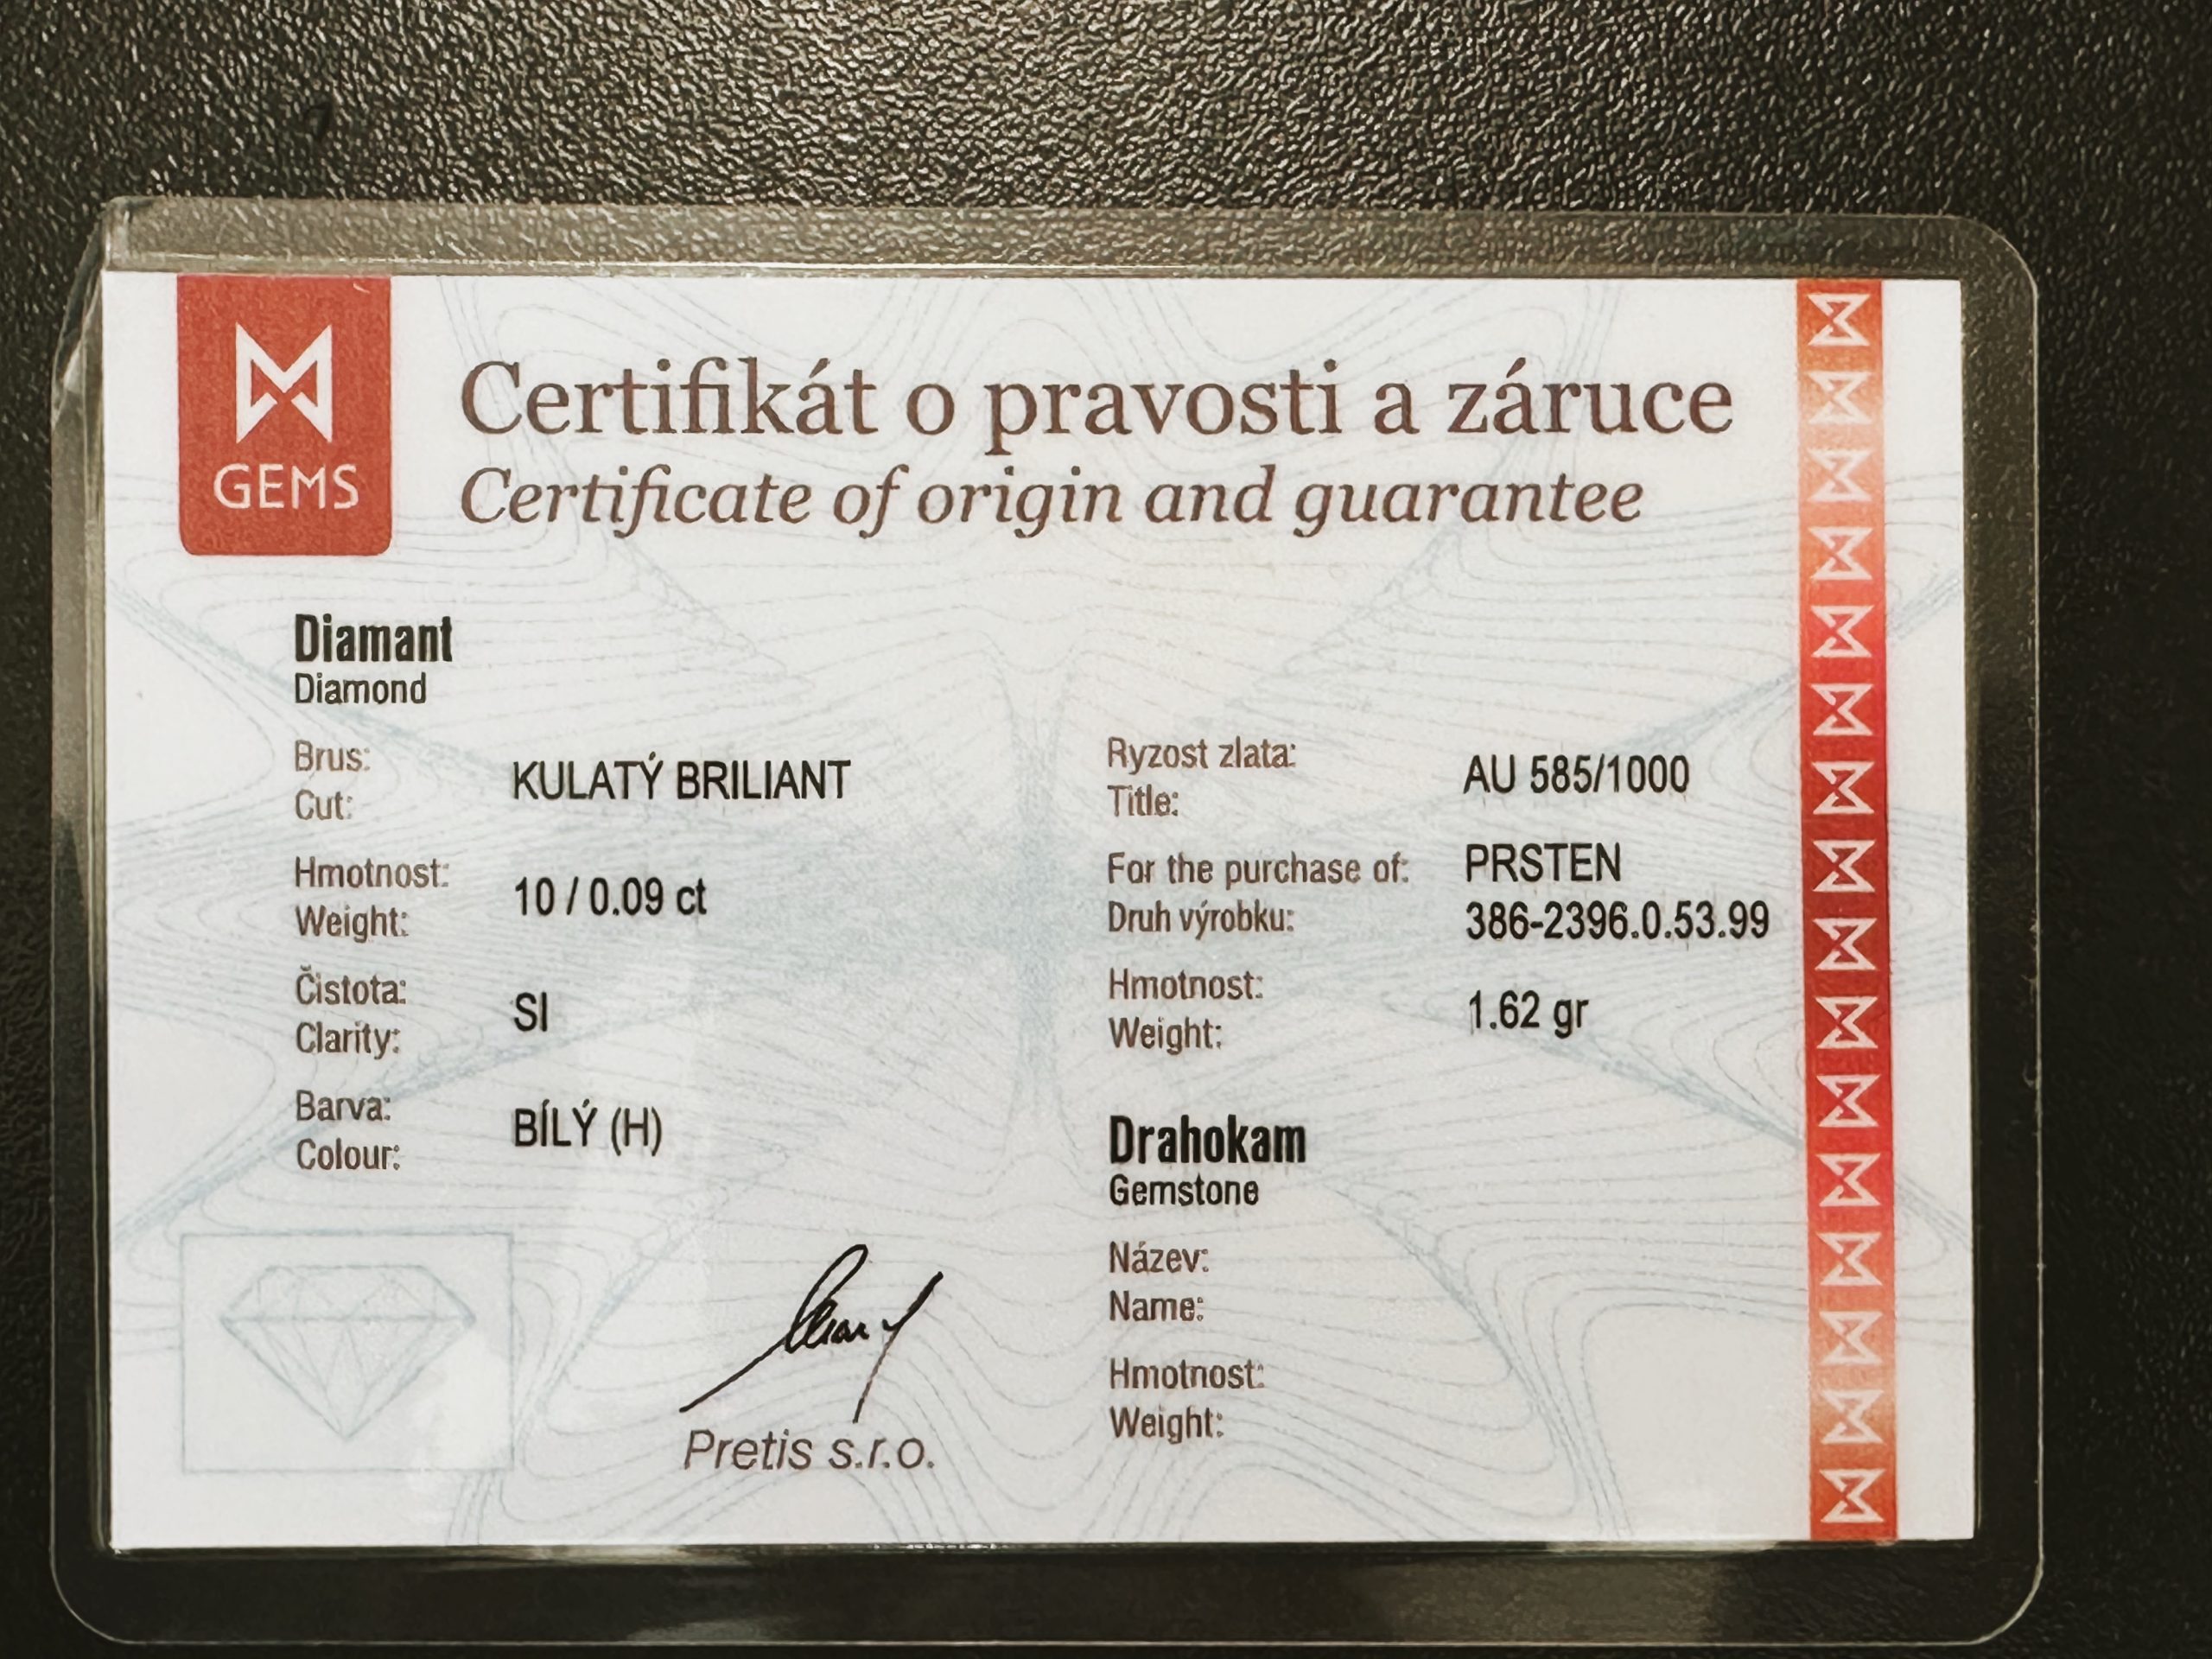 GEMS
Certifikát o pravosti a záruce
Certificate of origin and guarantee
Diamant
Diamond
Brus:
Cut:
KULATÝ BRILIANT
Hmotnost:
Weight:
10 / 0.09 ct
Čistota:
Clarity:
SI
Barva:
Colour:
BÍLÝ (H)
Ryzost zlata:
Title:
AU 585/1000
For the purchase of:
Druh výrobku:
PRSTEN
386-2396.0.53.99
Hmotnost:
Weight:
1.62 gr
Drahokam
Gemstone
Název:
Name:
Hmotnost:
Weight:
Pretis s.r.o.